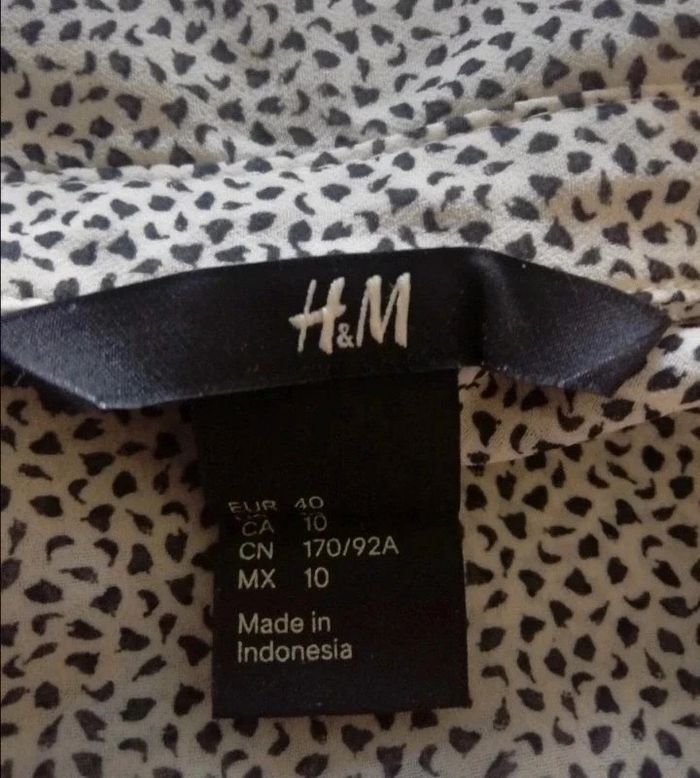 H&M
EUR 40
CA 10
CN 170/92A
MX 10
Made in
Indonesia